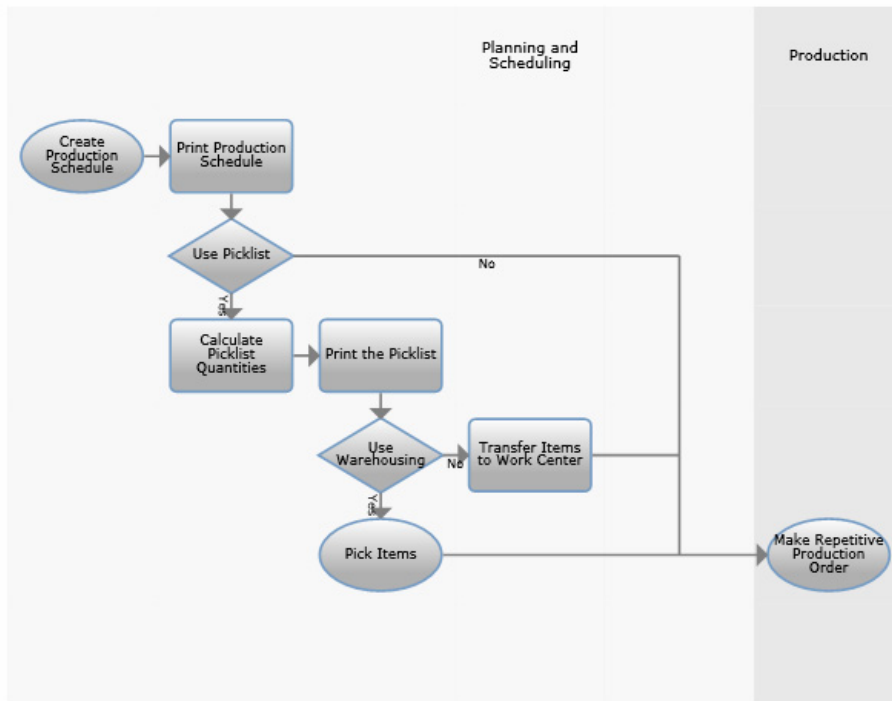 Planning and
Scheduling
Production
Create
Production
Schedule
Print Production
Schedule
Use Picklist
No
Yes
Calculate
Picklist
Quantities
Print the Picklist
Use
Warehousing
No
Transfer Items
to Work Center
Yes
Pick Items
Make Repetitive
Production
Order